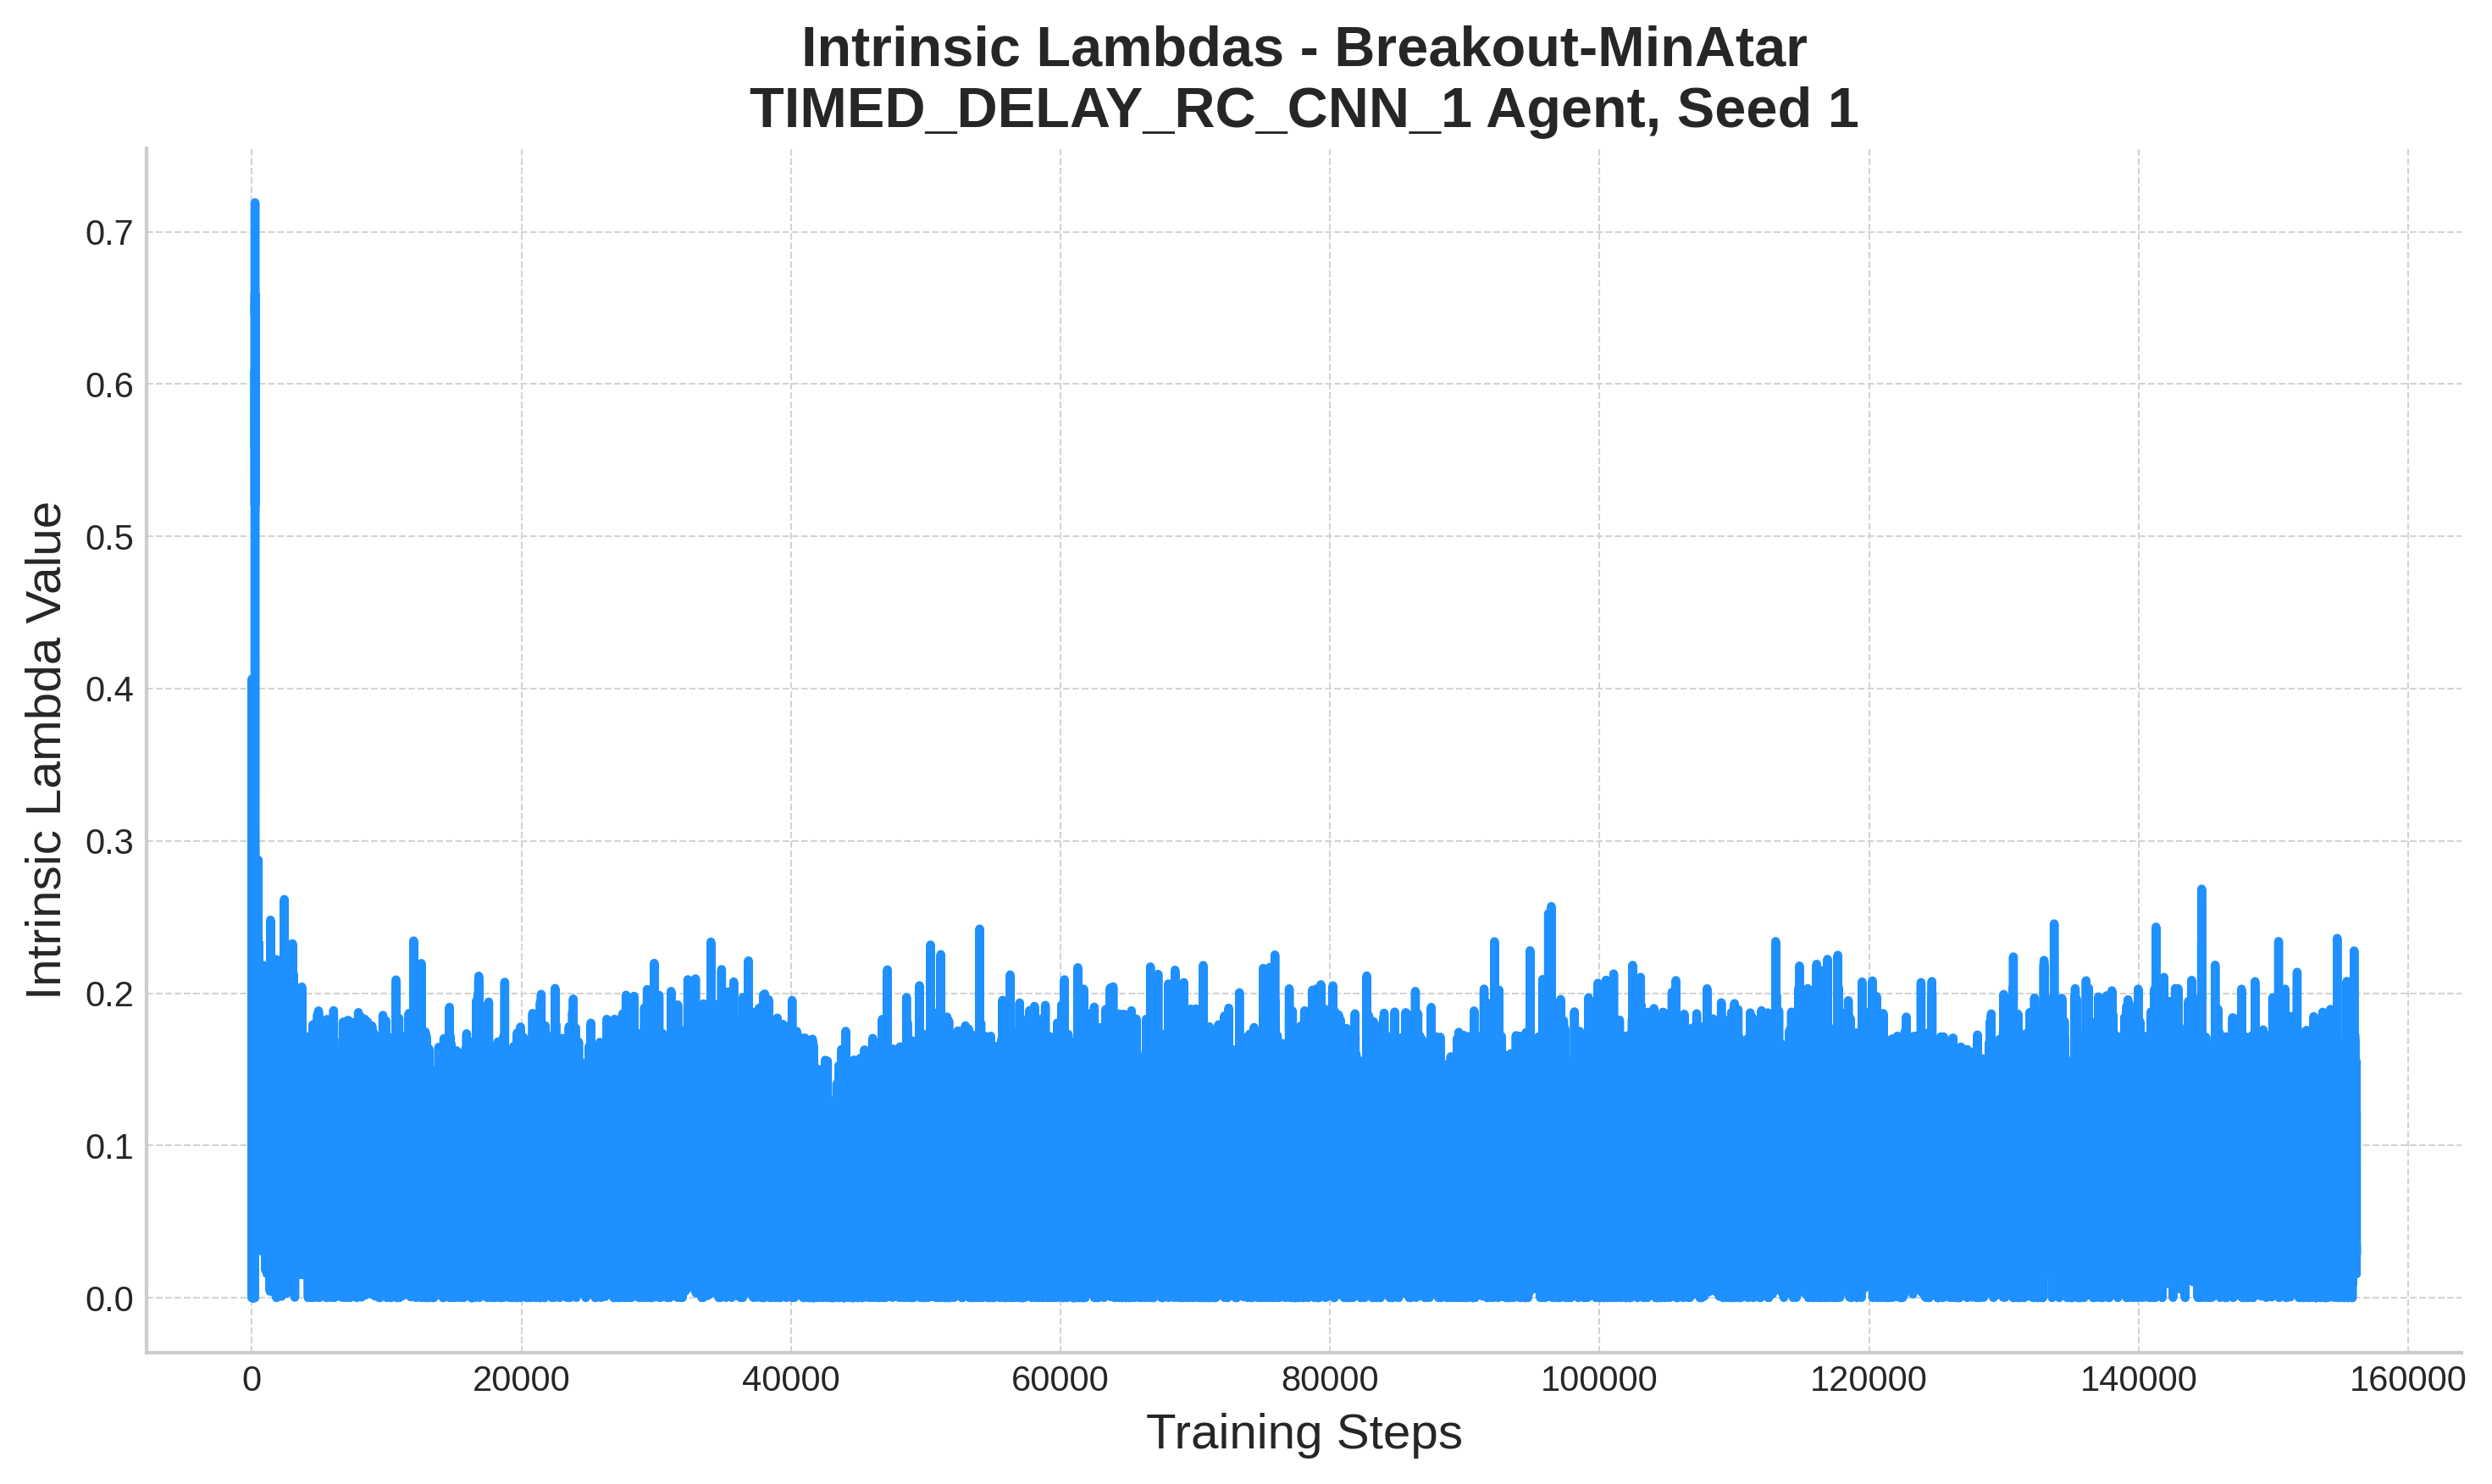 Intrinsic Lambdas - Breakout-MinAtar
TIMED_DELAY_RC_CNN_1 Agent, Seed 1
Intrinsic Lambda Value
0.7
0.6
0.5
0.4
0.3
0.2
0.1
0.0
0 20000 40000 60000 80000 100000 120000 140000 160000
Training Steps